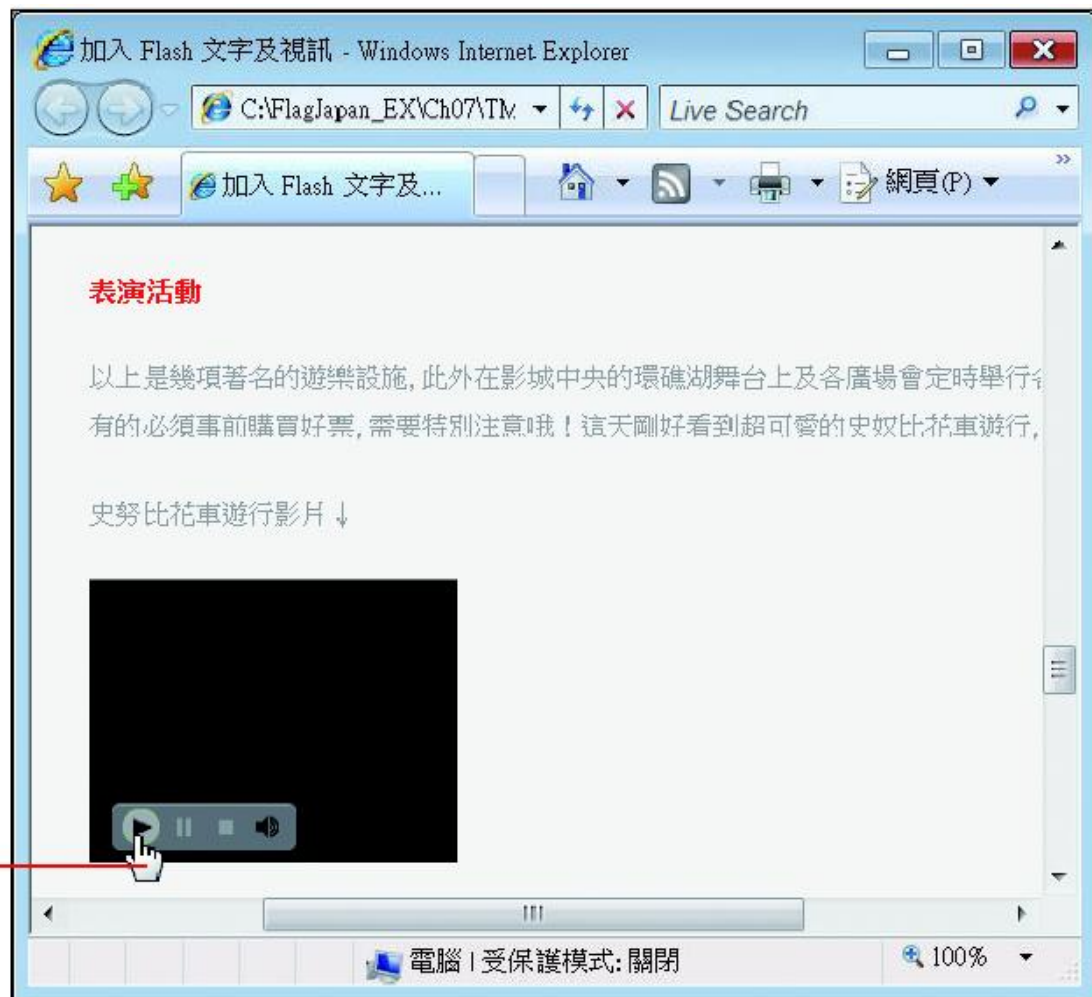 加入 Flash 文字及視訊 - Windows Internet Explorer
C:\FlagJapan_EX\Ch07\TM
Live Search
加入 Flash 文字及...
網頁(P)
表演活動
以上是幾項著名的遊樂設施,此外在影城中央的環礁湖舞台上及各廣場會定時舉行
有的必須事前購買好票,需要特別注意哦!這天剛好看到超可愛的史奴比花車遊行,
史努比花車遊行影片↓
電腦 | 受保護模式: 關閉
100%